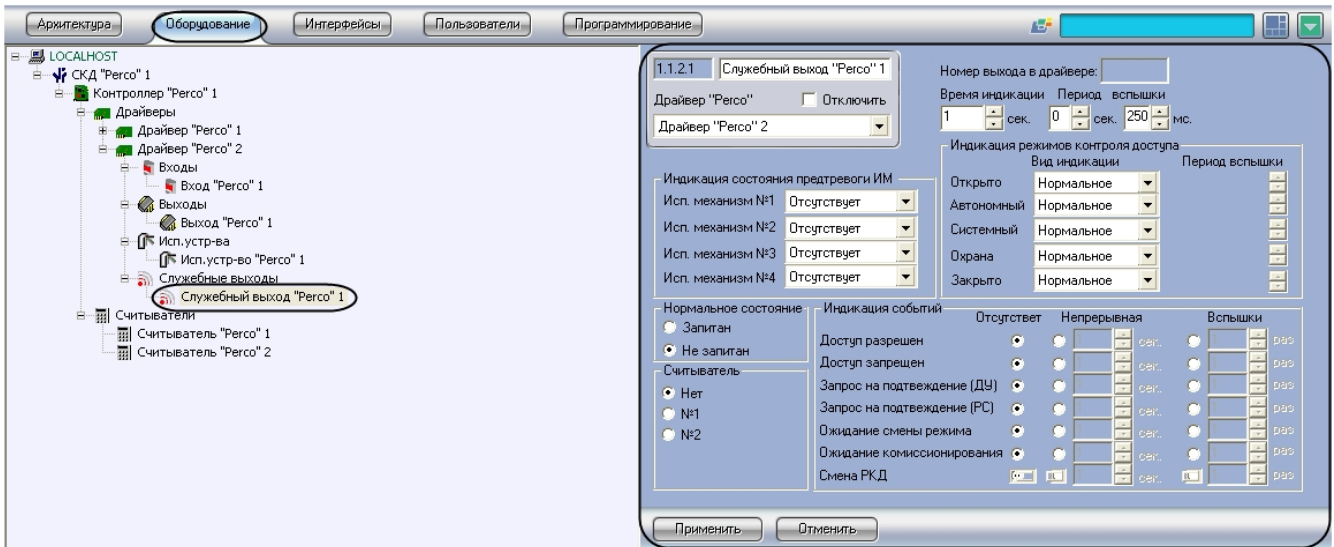 Архитектура Оборудование Интерфейсы Пользователи Программирование
LOCALHOST
СКД "Perco" 1
Контроллер "Perco" 1
Драйверы
Драйвер "Perco" 1
Драйвер "Perco" 2
Входы
Вход "Perco" 1
Выходы
Выход "Perco" 1
Исп.устр-ва
Исп.устр-во "Perco" 1
Служебные выходы
Служебный выход "Perco" 1
Считыватели
Считыватель "Perco" 1
Считыватель "Perco" 2
1.1.2.1 Служебный выход "Perco" 1
Драйвер "Perco" Отключить
Драйвер "Perco" 2
Номер выхода в драйвере:
Время индикации Период вспышки
1 сек. 0 сек. 250 мс.
Индикация состояния предтревоги ИМ
Исп. механизм №1 Отсутствует
Исп. механизм №2 Отсутствует
Исп. механизм №3 Отсутствует
Исп. механизм №4 Отсутствует
Индикация режимов контроля доступа
Вид индикации Период вспышки
Открыто Нормальное
Автономный Нормальное
Системный Нормальное
Охрана Нормальное
Закрыто Нормальное
Нормальное состояние
Запитан
Не запитан
Считыватель
Нет
№1
№2
Индикация событий
Отсутствет Непрерывная Вспышки
Доступ разрешен сек. раз
Доступ запрещен сек. раз
Запрос на подтвеждение (ДУ) сек. раз
Запрос на подтвеждение (РС) сек. раз
Ожидание смены режима сек. раз
Ожидание комиссионирования сек. раз
Смена РКД сек. раз
Применить Отменить